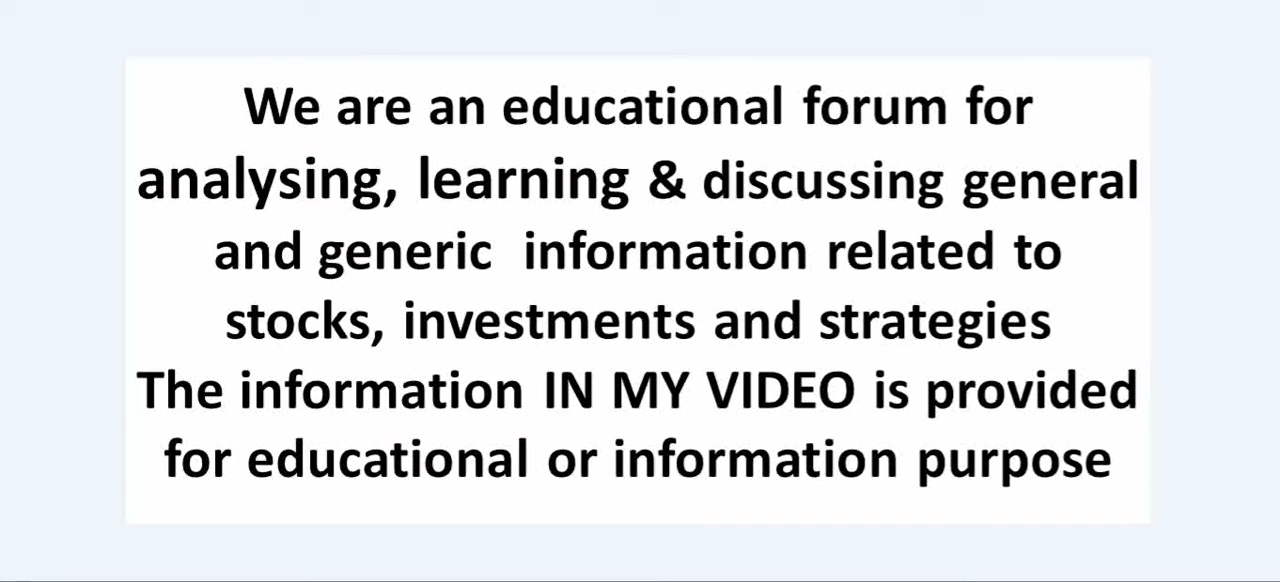 We are an educational forum for
analysing, learning & discussing general
and generic  information related to
stocks, investments and strategies
The information IN MY VIDEO is provided
for educational or information purpose